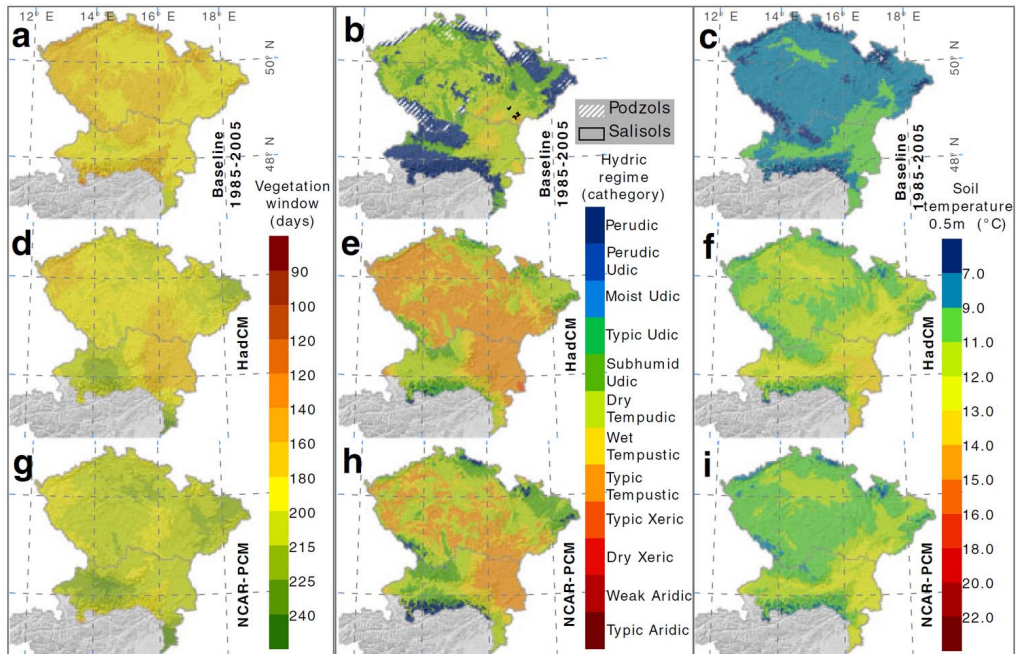 12° E 14° E 16° E 18° E
a
50° N
48° N
Baseline
1985-2005
Vegetation
window
(days)
90
100
120
140
160
200
215
225
240
d
HadCM
g
NCAR-PCM
12° E 14° E 16° E 18° E
b
Podzols
Salisols
Baseline
1985-2005
Hydric
regime
(cathegory)
Perudic
Perudic
Udic
Moist Udic
Typic Udic
Subhumid
Udic
Dry
Tempudic
Wet
Tempustic
Typic
Tempustic
Typic Xeric
Dry Xeric
Weak Aridic
Typic Aridic
e
HadCM
h
NCAR-PCM
12° E 14° E 16° E 18° E
c
50° N
48° N
Baseline
1985-2005
Soil
temperature
0.5m (°C)
7.0
9.0
11.0
12.0
13.0
14.0
15.0
16.0
18.0
20.0
22.0
f
HadCM
i
NCAR-PCM